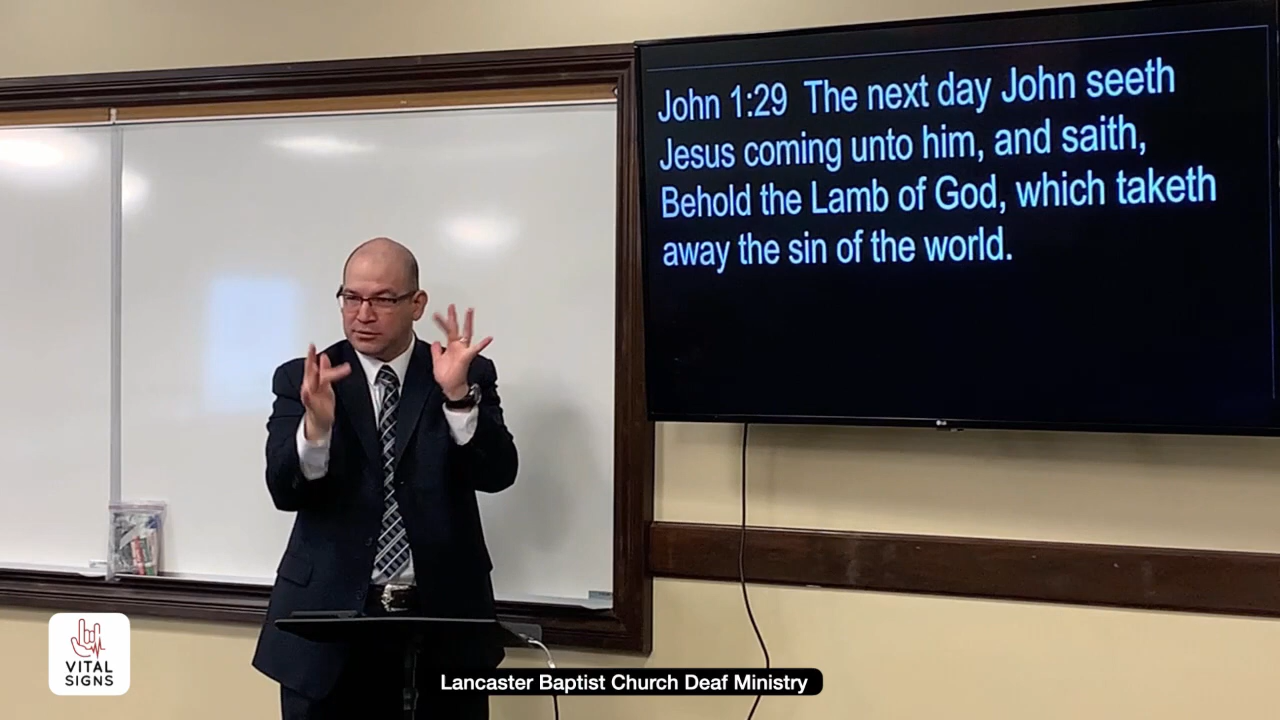 John 1:29 The next day John seeth
Jesus coming unto him, and saith,
Behold the Lamb of God, which taketh
away the sin of the world.
LG
VITAL
SIGNS
Lancaster Baptist Church Deaf Ministry